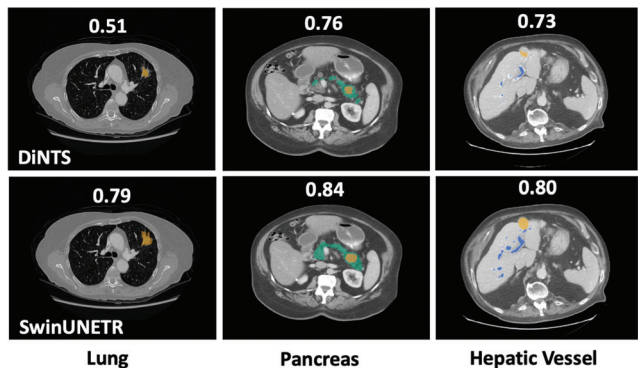 0.51 0.76 0.73
DiNTS
0.79 0.84 0.80
SwinUNETR
Lung Pancreas Hepatic Vessel